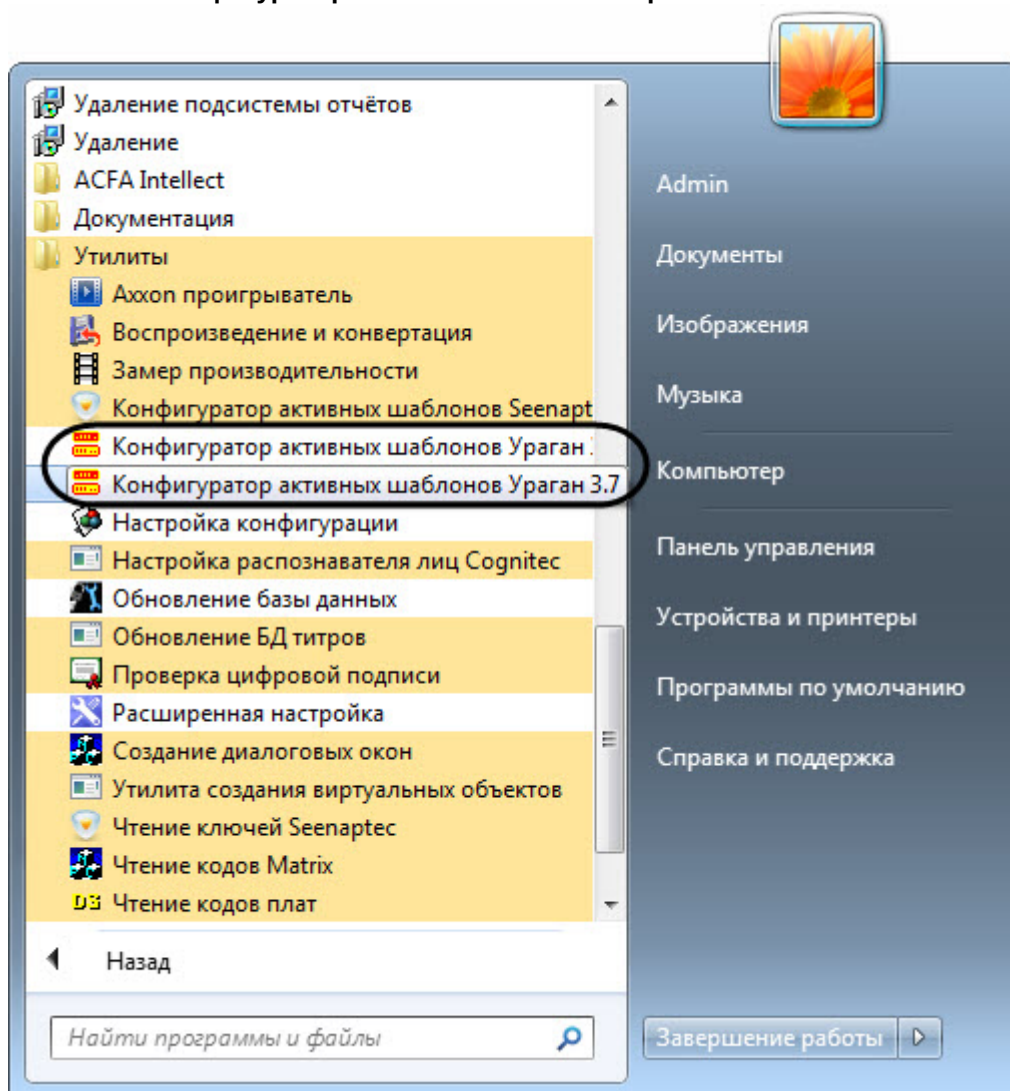 Удаление подсистемы отчётов
Удаление
ACFA Intellect
Документация
Утилиты
Axxon проигрыватель
Воспроизведение и конвертация
Замер производительности
Конфигуратор активных шаблонов Seenapt
Конфигуратор активных шаблонов Ураган
Конфигуратор активных шаблонов Ураган 3.7
Настройка конфигурации
Настройка распознавателя лиц Cognitec
Обновление базы данных
Обновление БД титров
Проверка цифровой подписи
Расширенная настройка
Создание диалоговых окон
Утилита создания виртуальных объектов
Чтение ключей Seenaptec
Чтение кодов Matrix
Чтение кодов плат
Назад
Найти программы и файлы
Admin
Документы
Изображения
Музыка
Компьютер
Панель управления
Устройства и принтеры
Программы по умолчанию
Справка и поддержка
Завершение работы